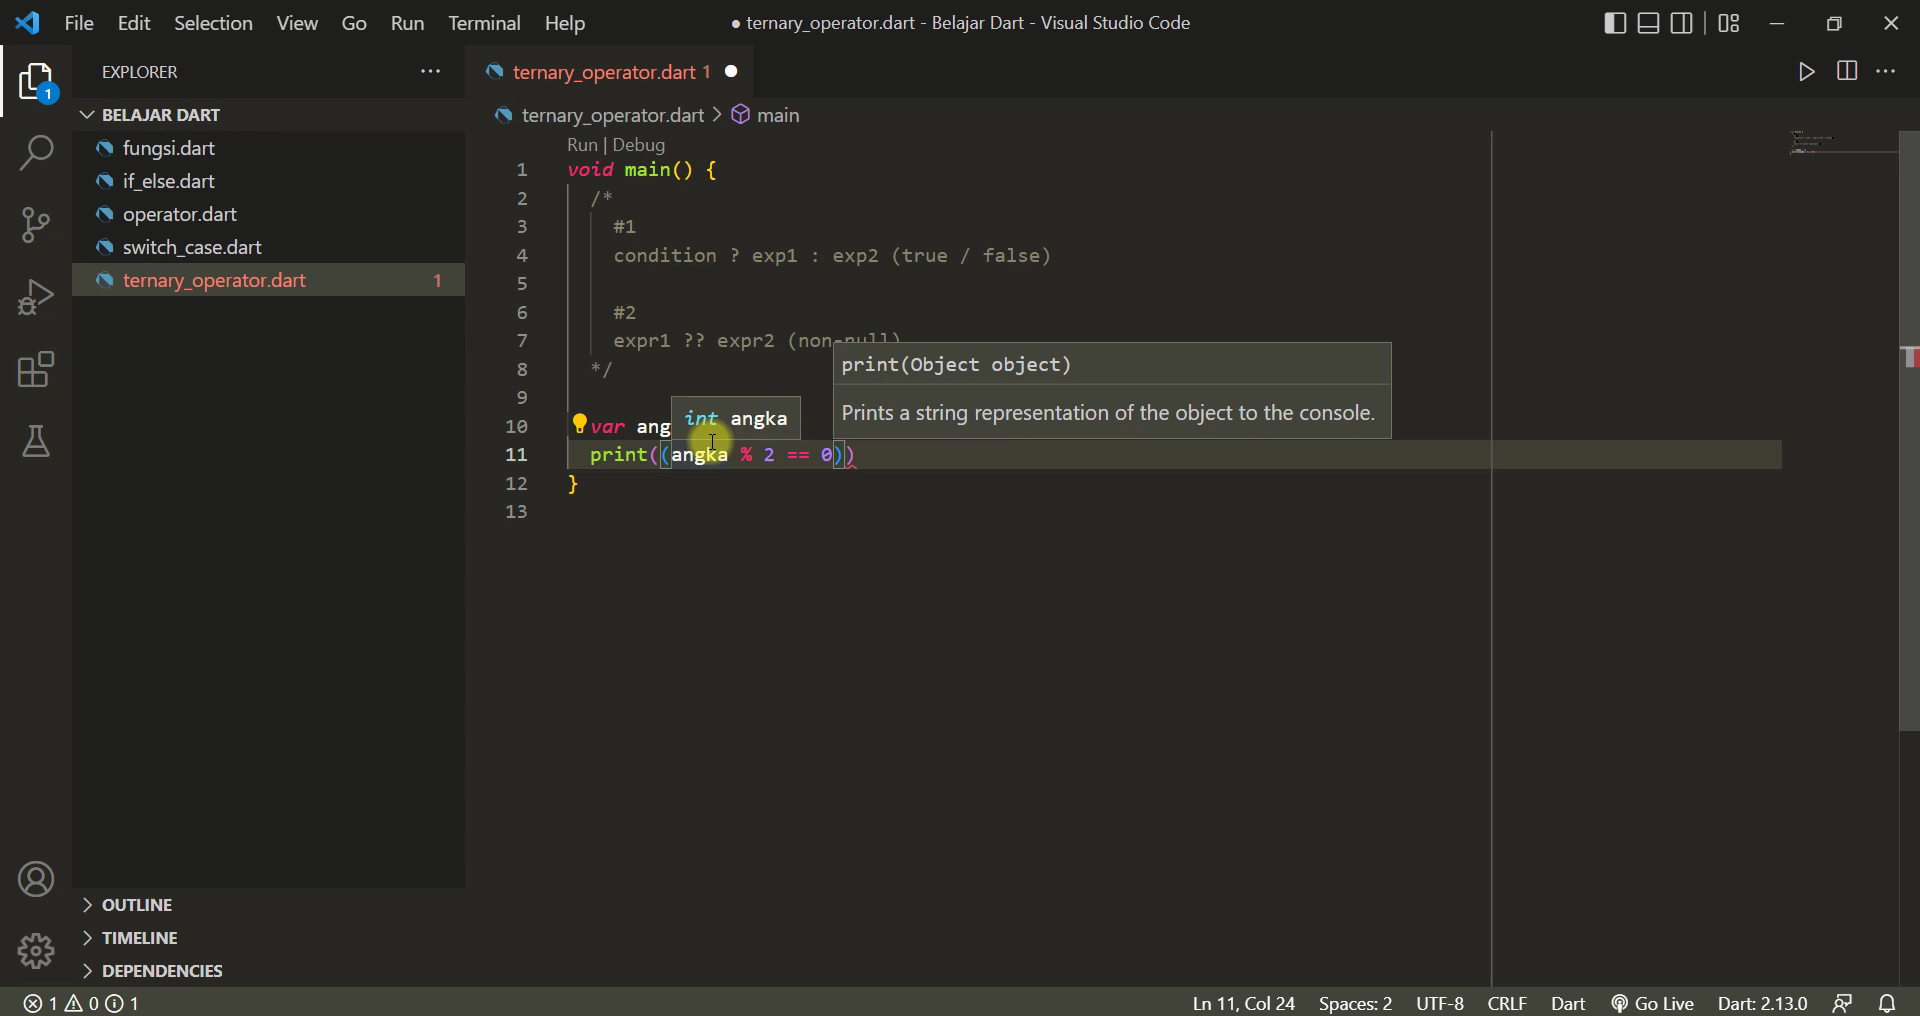 File Edit Selection View Go Run Terminal Help
● ternary_operator.dart - Belajar Dart - Visual Studio Code
1
EXPLORER
BELAJAR DART
fungsi.dart
if_else.dart
operator.dart
switch_case.dart
ternary_operator.dart 1
OUTLINE
TIMELINE
DEPENDENCIES
ternary_operator.dart 1
ternary_operator.dart > main
Run | Debug
1 void main() {
2 /*
3 #1
4 condition ? exp1 : exp2 (true / false)
5
6 #2
7 expr1 ?? expr2 (non-null)
8 */
9
10 var ang
11 print((angka % 2 == 0))
12 }
13
int angka
print(Object object)
Prints a string representation of the object to the console.
1 0 1
Ln 11, Col 24 Spaces: 2 UTF-8 CRLF Dart Go Live Dart: 2.13.0